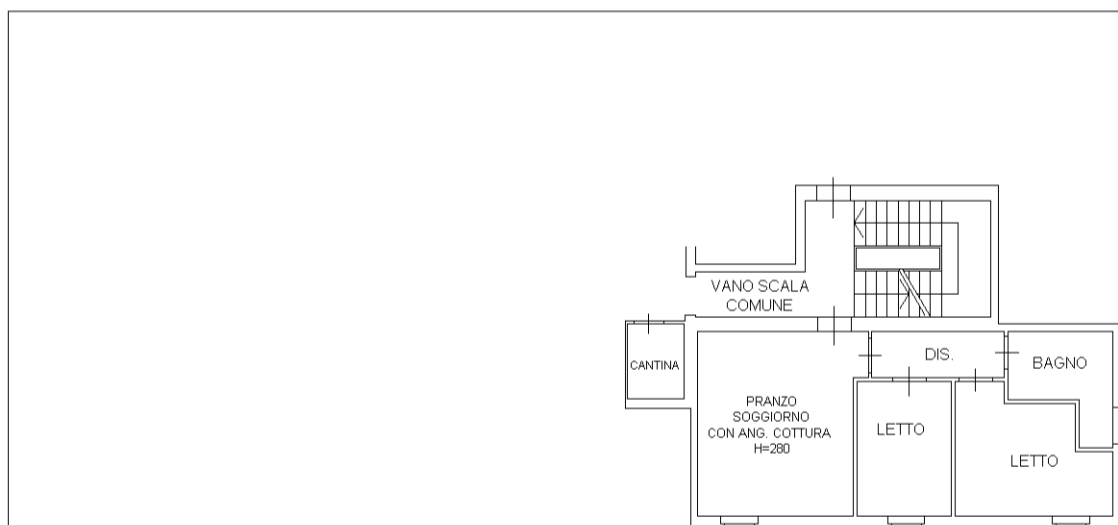 VANO SCALA
COMUNE
CANTINA
DIS.
BAGNO
PRANZO
SOGGIORNO
CON ANG. COTTURA
H=280
LETTO
LETTO